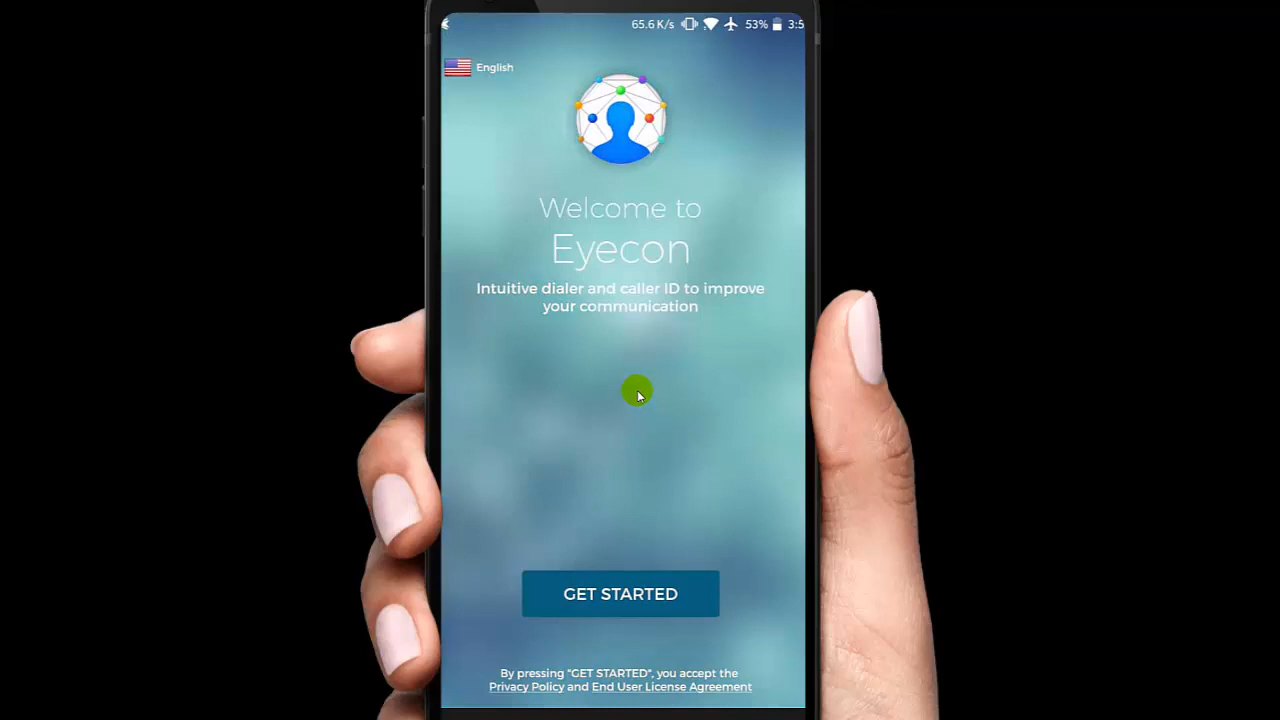 65.6 K/s 53% 3:5
English
Welcome to
Eyecon
Intuitive dialer and caller ID to improve
your communication
GET STARTED
By pressing "GET STARTED", you accept the
Privacy Policy and End User License Agreement